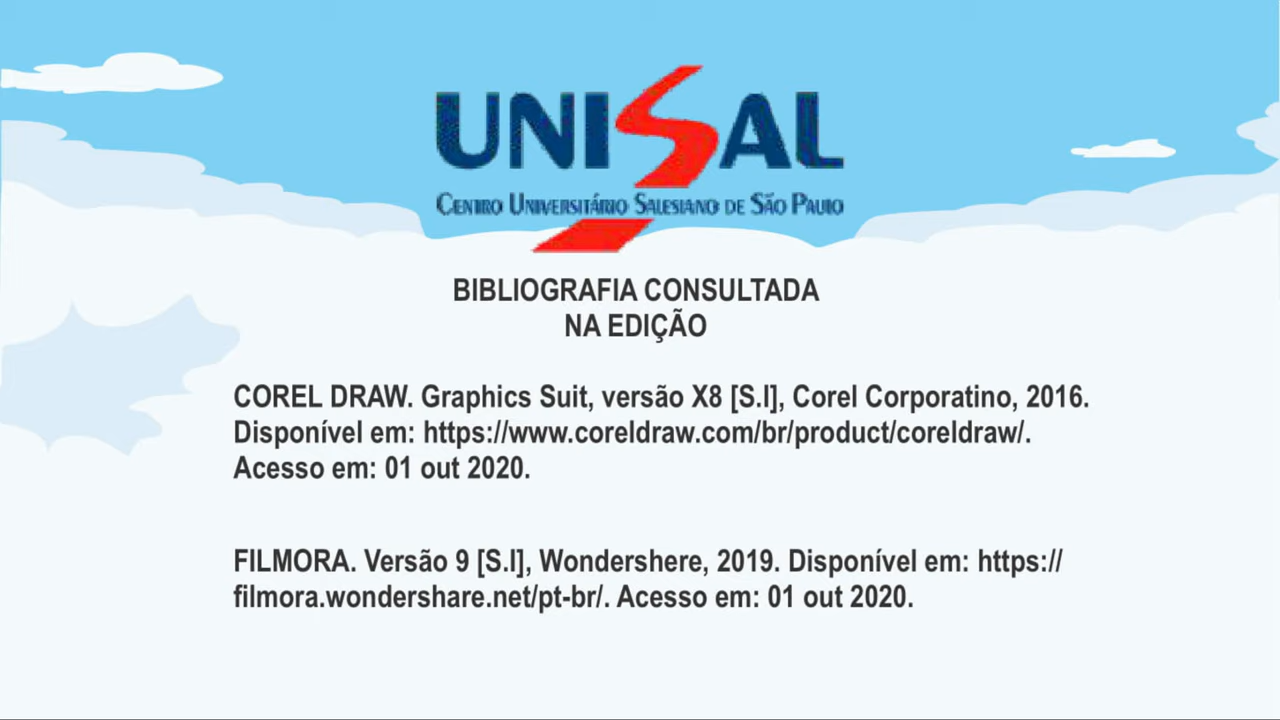 UNISAL
CENTRO UNIVERSITÁRIO SALESIANO DE SÃO PAULO
BIBLIOGRAFIA CONSULTADA
NA EDIÇÃO
COREL DRAW. Graphics Suit, versão X8 [S.I], Corel Corporatino, 2016.
Disponível em: https://www.coreldraw.com/br/product/coreldraw/.
Acesso em: 01 out 2020.
FILMORA. Versão 9 [S.I], Wondershere, 2019. Disponível em: https://
filmora.wondershare.net/pt-br/. Acesso em: 01 out 2020.